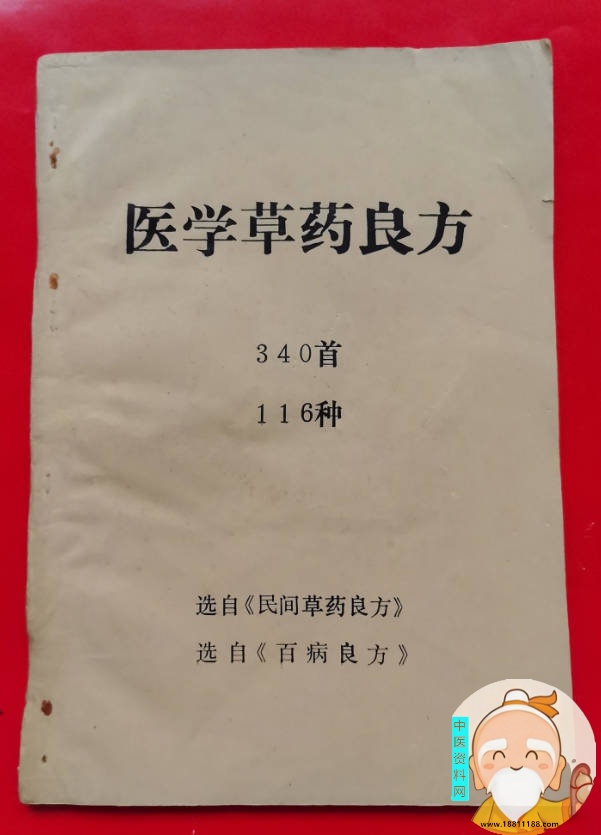 医学草药良方
340首
116种
选自《民间草药良方》
选自《百病良方》
中医资料网
www.18811188.com